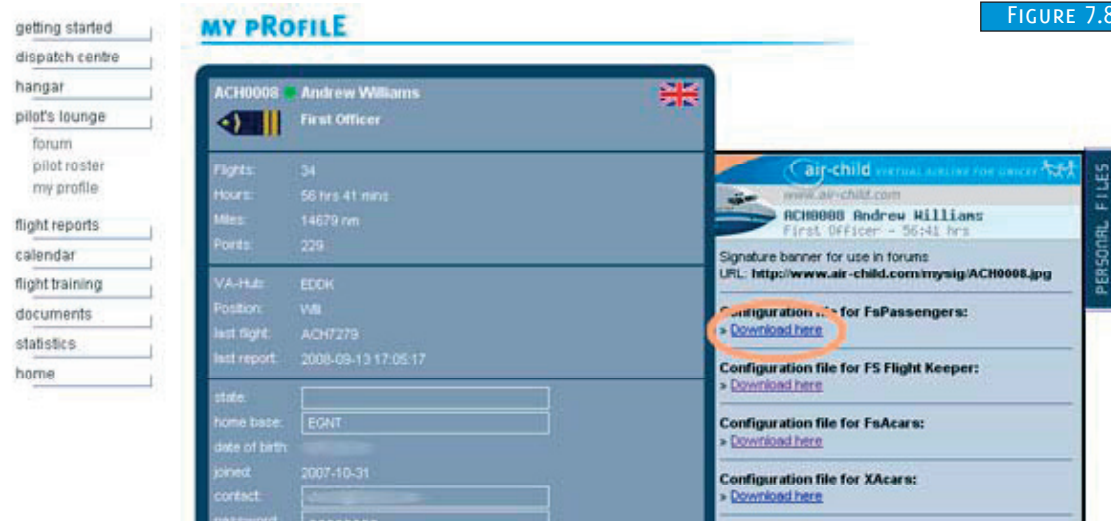 FIGURE 7.8
getting started
dispatch centre
hangar
pilot's lounge
forum
pilot roster
my profile
flight reports
calendar
flight training
documents
statistics
home
MY PROFILE
ACH0008 Andrew Williams
First Officer
Flights: 34
Hours: 56 hrs 41 mins
Miles: 14679 nm
Points: 229
VA-Hub: EDDK
Position:
last flight: ACH7279
last report: 2008-09-13 17:05:17
state:
home base: EGNT
date of birth:
joined: 2007-10-31
contact:
password:
PERSONAL FILES
air-child VIRTUAL AIRLINE FOR UNICEF
www.air-child.com
ACH0008 Andrew Williams
First Officer - 56:41 hrs
Signature banner for use in forums
URL: http://www.air-child.com/mysig/ACH0008.jpg
Configuration file for FsPassengers:
» Download here
Configuration file for FS Flight Keeper:
» Download here
Configuration file for FsAcars:
» Download here
Configuration file for XAcars:
» Download here